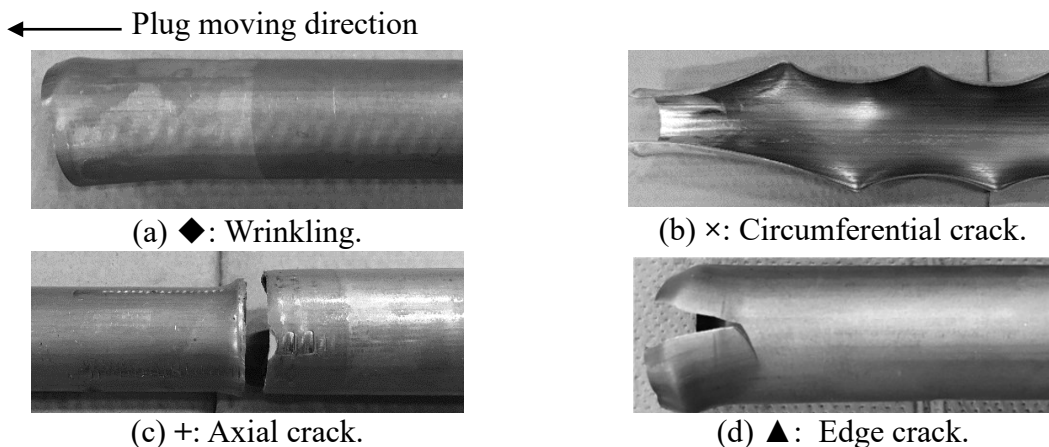 Plug moving direction
(a) ◆: Wrinkling.
(b) ×: Circumferential crack.
(c) +: Axial crack.
(d) ▲: Edge crack.